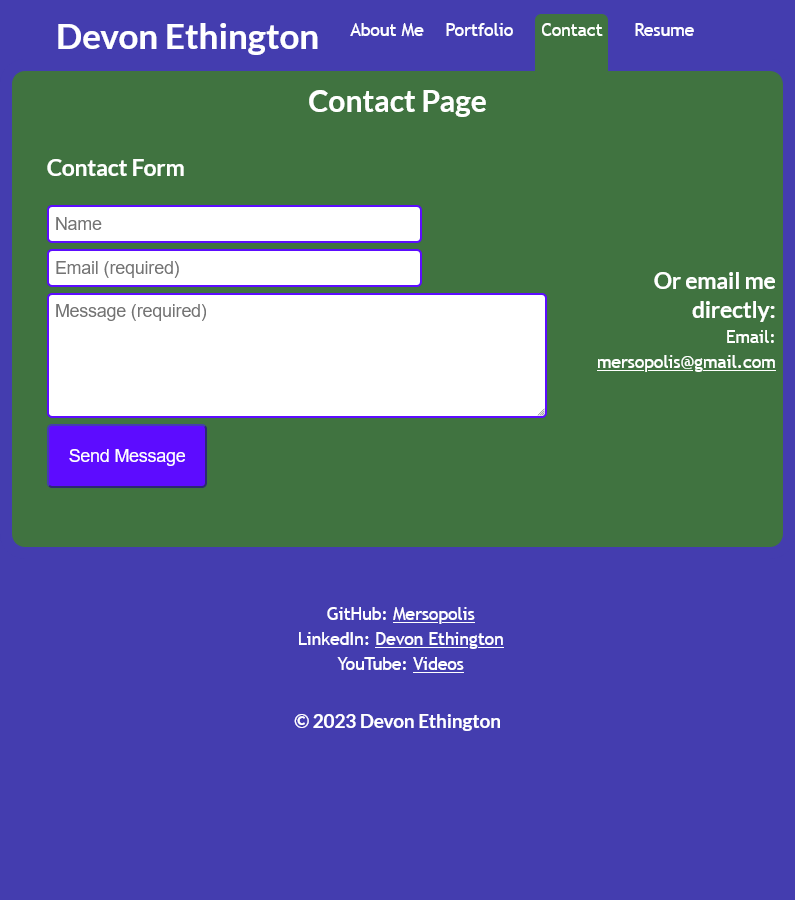 Devon Ethington
About Me
Portfolio
Contact
Resume
Contact Page
Contact Form
Name
Email (required)
Message (required)
Send Message
Or email me
directly:
Email:
mersopolis@gmail.com
GitHub: Mersopolis
LinkedIn: Devon Ethington
YouTube: Videos
© 2023 Devon Ethington